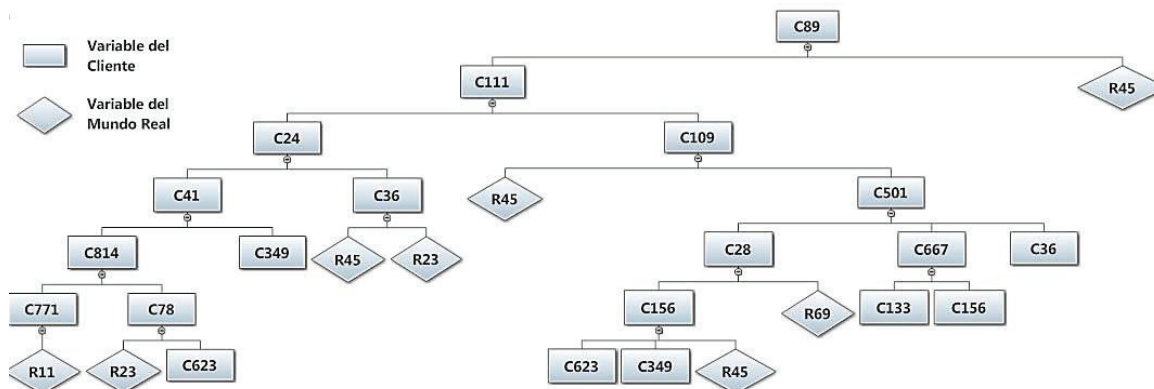 Variable del
Cliente
Variable del
Mundo Real
C89
C111
R45
C24
C109
C41
C36
R45
C501
C814
C349
R45
R23
C28
C667
C36
C771
C78
C156
R69
C133
C156
R11
R23
C623
C623
C349
R45